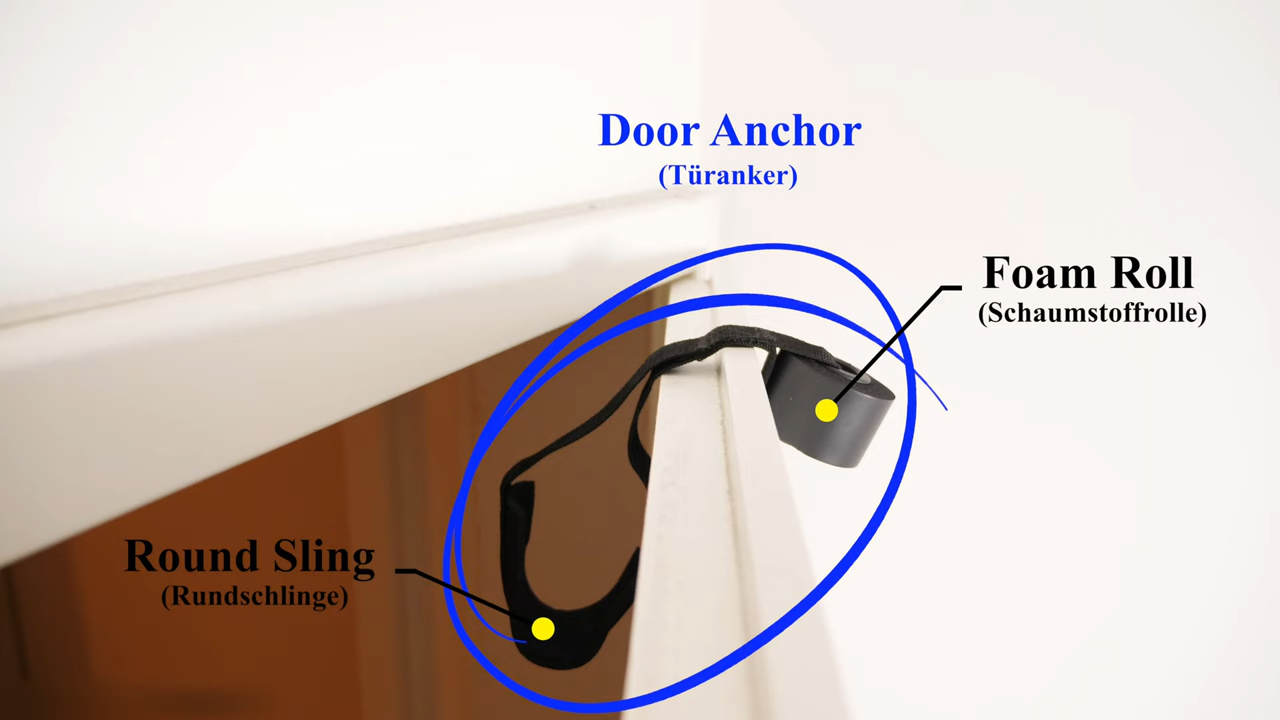 Door Anchor
(Türanker)
Foam Roll
(Schaumstoffrolle)
Round Sling
(Rundschlinge)